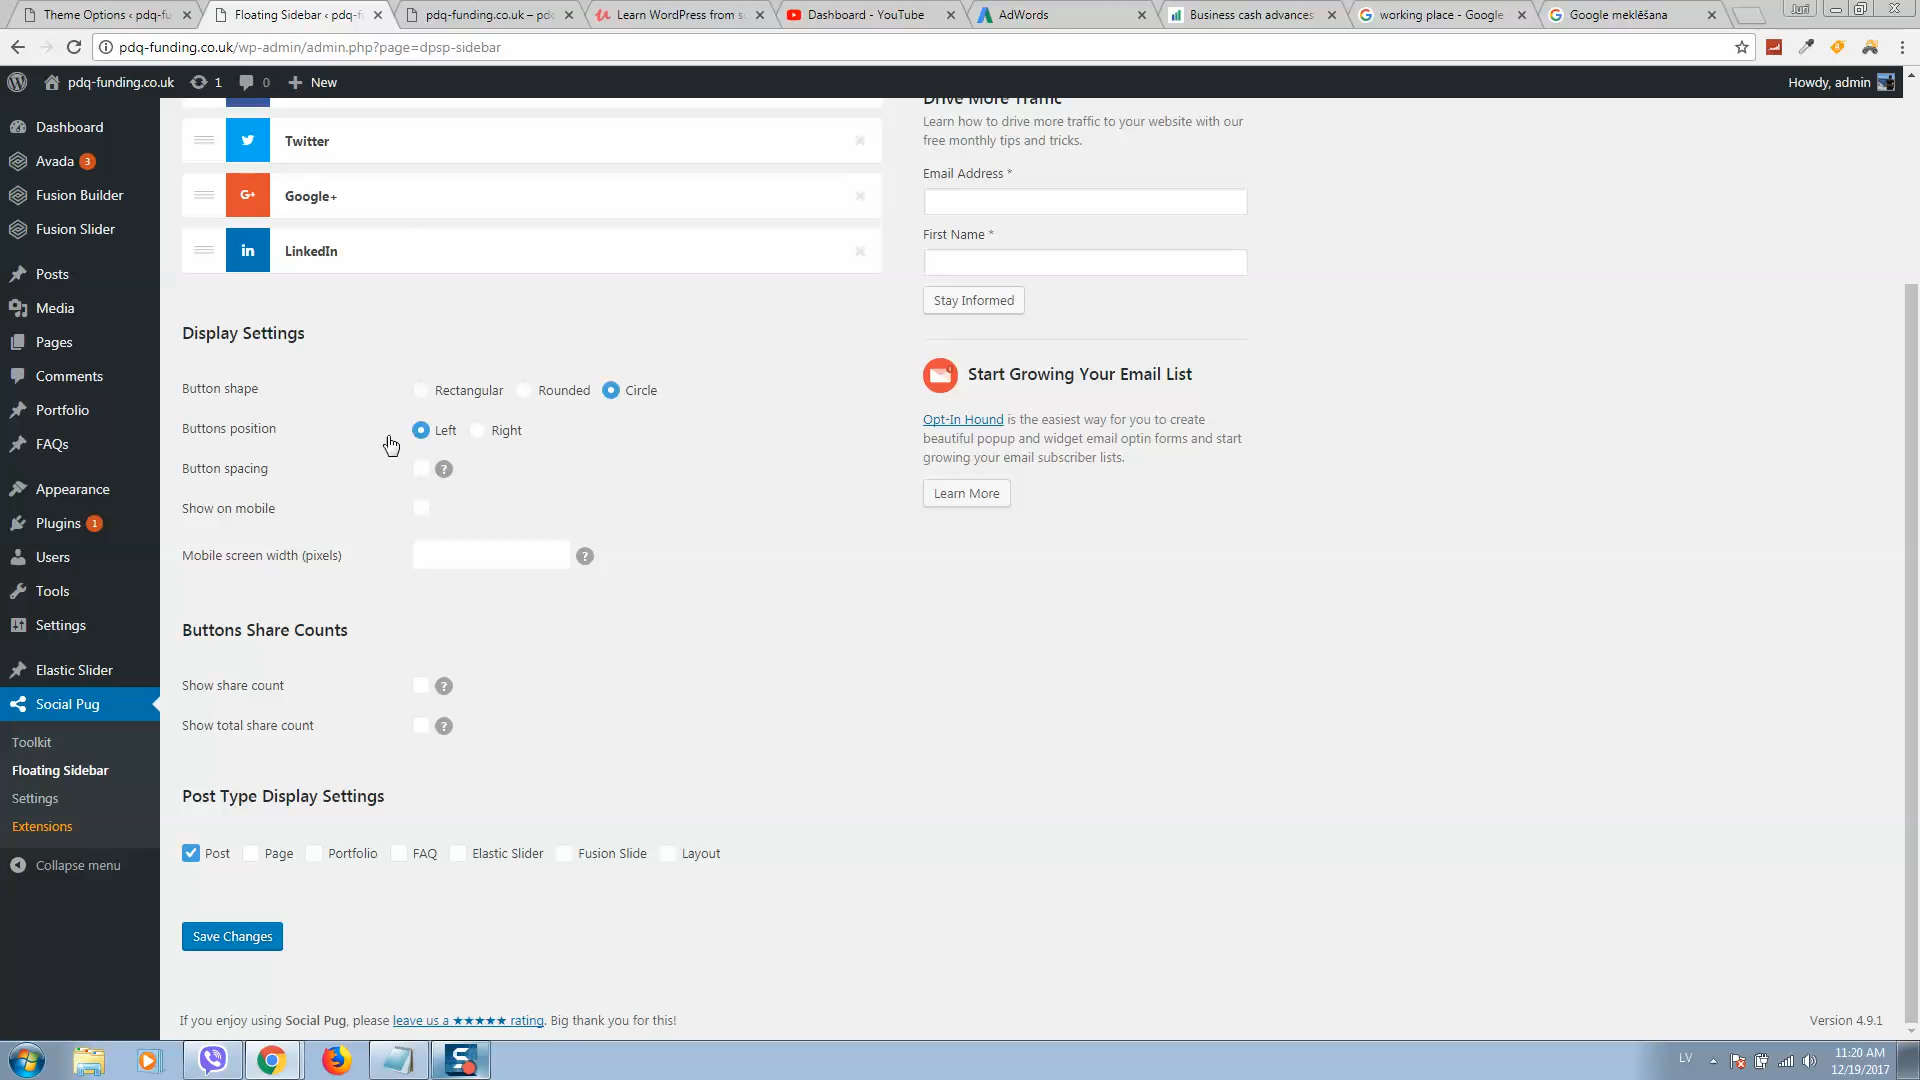 Theme Options ‹ pdq-fu
Floating Sidebar ‹ pdq-f
pdq-funding.co.uk – pdq
Learn WordPress from s
Dashboard - YouTube
AdWords
Business cash advances
working place - Google
Google meklēšana
Juri
pdq-funding.co.uk/wp-admin/admin.php?page=dpsp-sidebar
pdq-funding.co.uk
1
0
New
Howdy, admin
Dashboard
Avada 3
Fusion Builder
Fusion Slider
Posts
Media
Pages
Comments
Portfolio
FAQs
Appearance
Plugins 1
Users
Tools
Settings
Elastic Slider
Social Pug
Toolkit
Floating Sidebar
Settings
Extensions
Collapse menu
Twitter
G+ Google+
in LinkedIn
Display Settings
Button shape
Rectangular
Rounded
Circle
Buttons position
Left
Right
Button spacing
?
Show on mobile
Mobile screen width (pixels)
?
Buttons Share Counts
Show share count
?
Show total share count
?
Post Type Display Settings
Post
Page
Portfolio
FAQ
Elastic Slider
Fusion Slide
Layout
Save Changes
Drive More Traffic
Learn how to drive more traffic to your website with our
free monthly tips and tricks.
Email Address *
First Name *
Stay Informed
Start Growing Your Email List
Opt-In Hound is the easiest way for you to create
beautiful popup and widget email optin forms and start
growing your email subscriber lists.
Learn More
If you enjoy using Social Pug, please leave us a ★★★★★ rating. Big thank you for this!
Version 4.9.1
LV
11:20 AM
12/19/2017